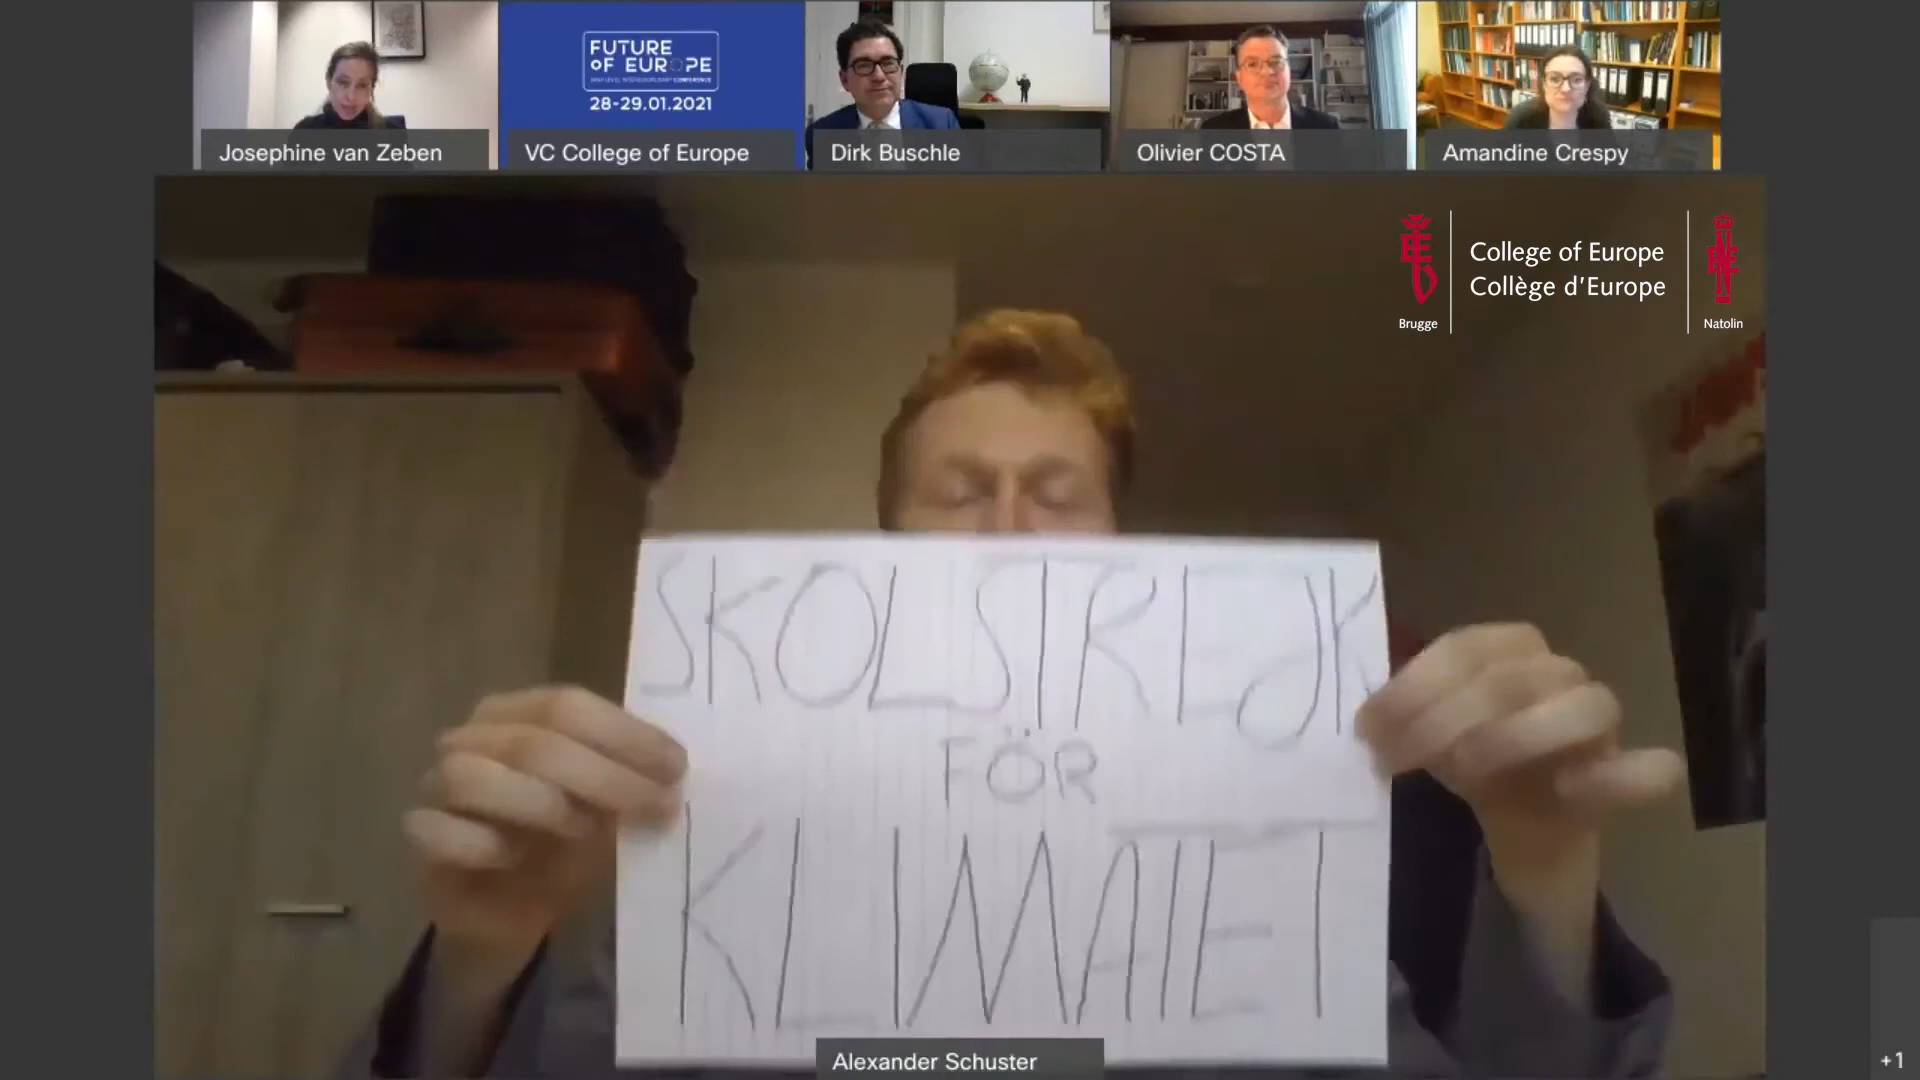 FUTURE
OF EUROPE
28-29.01.2021
Josephine van Zeben
VC College of Europe
Dirk Buschle
Olivier COSTA
Amandine Crespy
College of Europe
Collège d'Europe
Brugge
Natolin
SKOLSTREJK
FÖR
KLIMATET
Alexander Schuster
+1